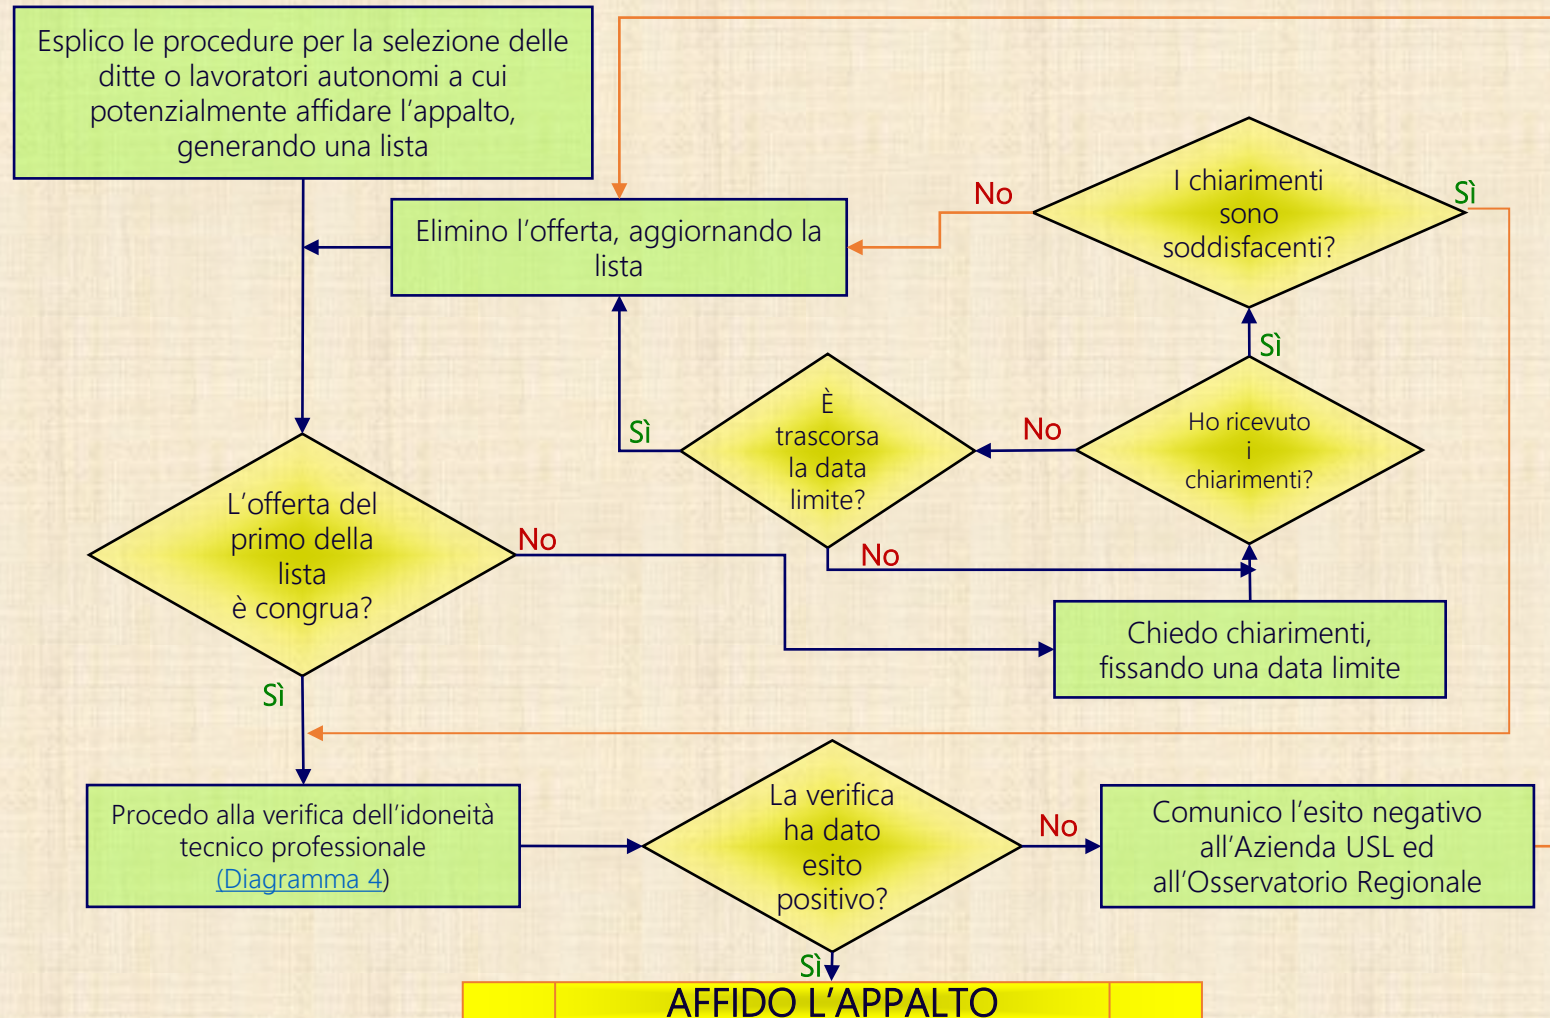 Esplico le procedure per la selezione delle
ditte o lavoratori autonomi a cui
potenzialmente affidare l'appalto,
generando una lista
Elimino l'offerta, aggiornando la
lista
No
I chiarimenti
sono
soddisfacenti?
Sì
Sì
È
trascorsa
la data
limite?
Sì
No
Ho ricevuto
i
chiarimenti?
No
L'offerta del
primo della
lista
è congrua?
No
Sì
Chiedo chiarimenti,
fissando una data limite
Procedo alla verifica dell'idoneità
tecnico professionale
(Diagramma 4)
La verifica
ha dato
esito
positivo?
No
Comunico l'esito negativo
all'Azienda USL ed
all'Osservatorio Regionale
Sì
AFFIDO L'APPALTO